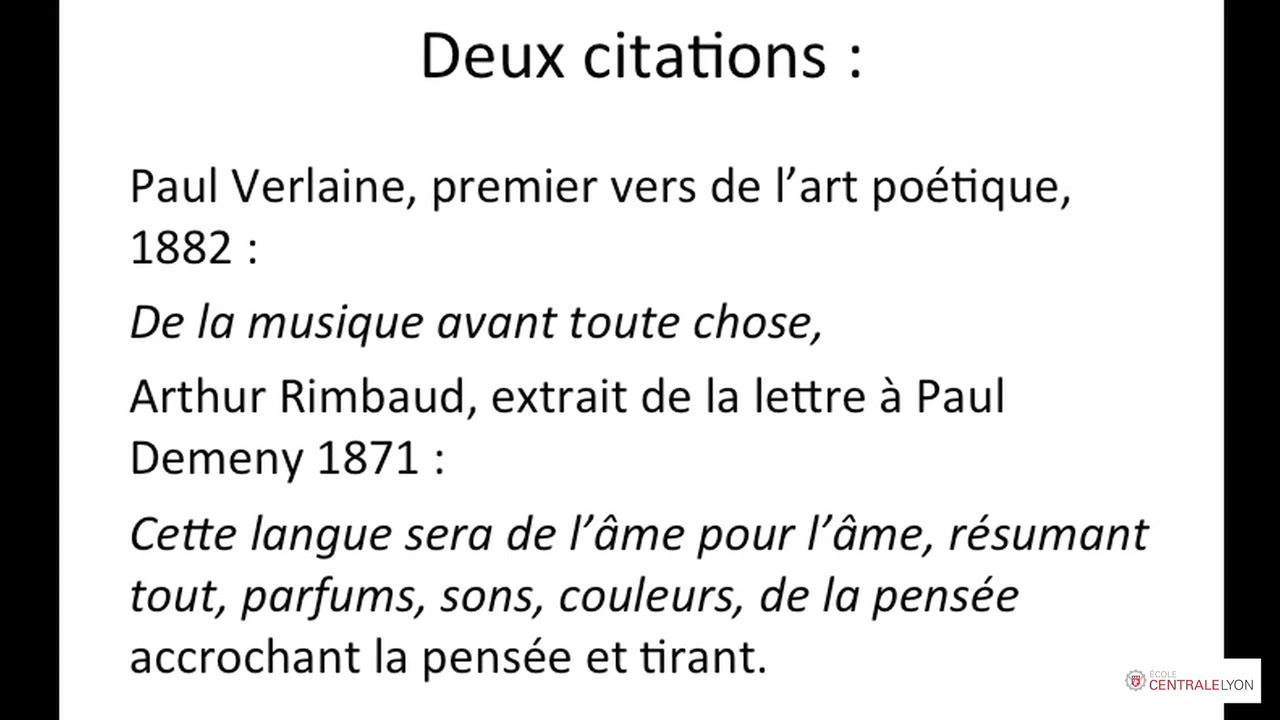 Deux citations :
Paul Verlaine, premier vers de l’art poétique,
1882 :
De la musique avant toute chose,
Arthur Rimbaud, extrait de la lettre à Paul
Demeny 1871 :
Cette langue sera de l’âme pour l’âme, résumant
tout, parfums, sons, couleurs, de la pensée
accrochant la pensée et tirant.
ÉCOLE
CENTRALELYON